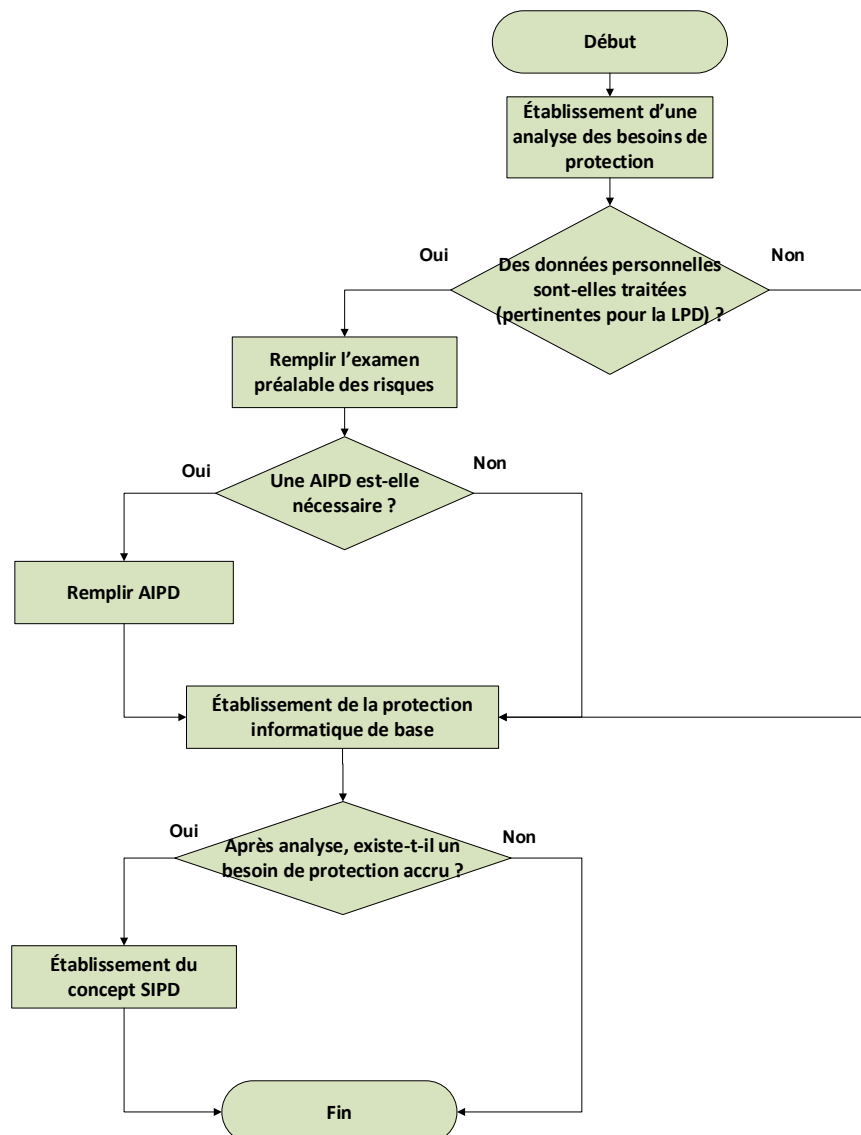 Début
Établissement d’une
analyse des besoins de
protection
Oui
Non
Des données personnelles
sont-elles traitées
(pertinentes pour la LPD) ?
Remplir l’examen
préalable des risques
Oui
Non
Une AIPD est-elle
nécessaire ?
Remplir AIPD
Établissement de la protection
informatique de base
Oui
Non
Après analyse, existe-t-il un
besoin de protection accru ?
Établissement du
concept SIPD
Fin